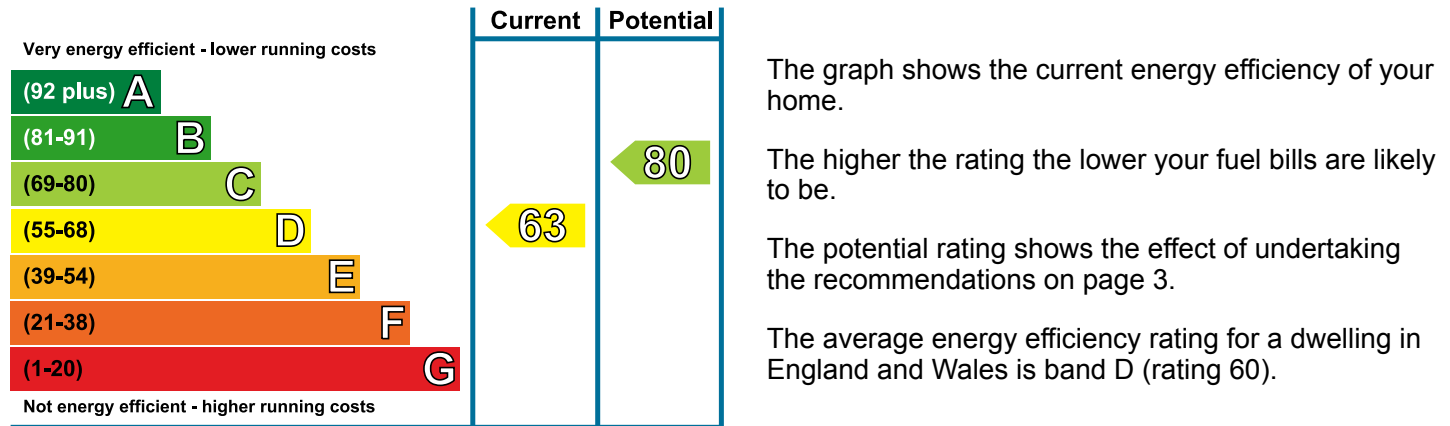 Current Potential
Very energy efficient - lower running costs
(92 plus) A
(81-91) B
(69-80) C
80
(55-68) D
63
(39-54) E
(21-38) F
(1-20) G
Not energy efficient - higher running costs
The graph shows the current energy efficiency of your
home.
The higher the rating the lower your fuel bills are likely
to be.
The potential rating shows the effect of undertaking
the recommendations on page 3.
The average energy efficiency rating for a dwelling in
England and Wales is band D (rating 60).